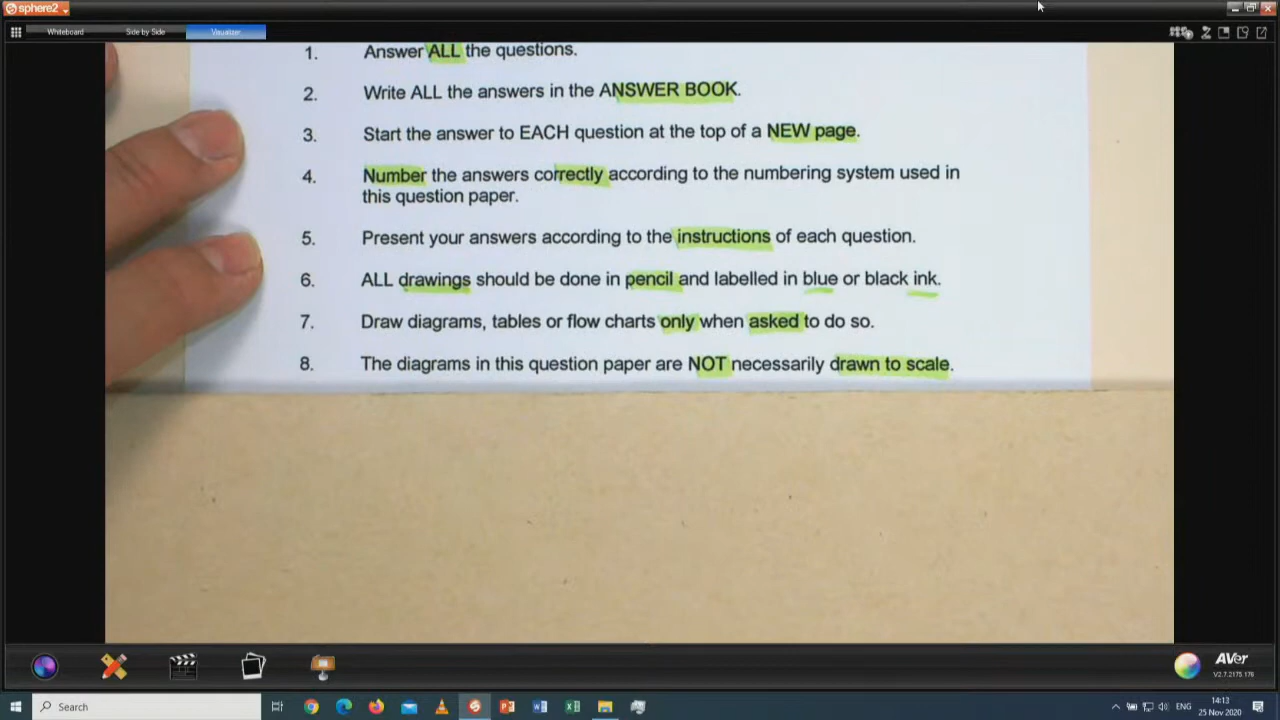 sphere2
Whiteboard
Side by Side
Visualizer
1. Answer ALL the questions.
2. Write ALL the answers in the ANSWER BOOK.
3. Start the answer to EACH question at the top of a NEW page.
4. Number the answers correctly according to the numbering system used in
this question paper.
5. Present your answers according to the instructions of each question.
6. ALL drawings should be done in pencil and labelled in blue or black ink.
7. Draw diagrams, tables or flow charts only when asked to do so.
8. The diagrams in this question paper are NOT necessarily drawn to scale.
AVer
V2.7.2175.178
Search
ENG
14:13
25 Nov 2020